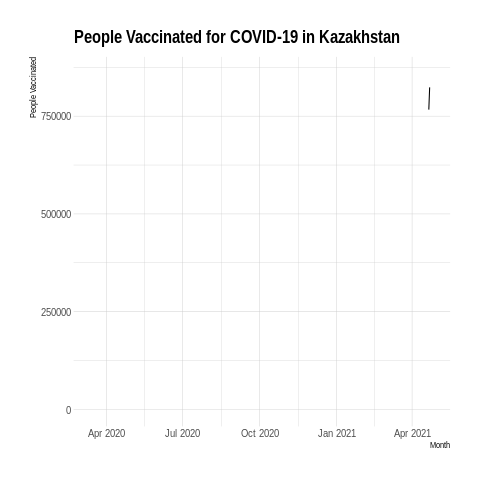 People Vaccinated for COVID-19 in Kazakhstan
People Vaccinated
750000
500000
250000
0
Apr 2020 Jul 2020 Oct 2020 Jan 2021 Apr 2021
Month